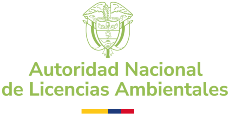 Autoridad Nacional
de Licencias Ambientales